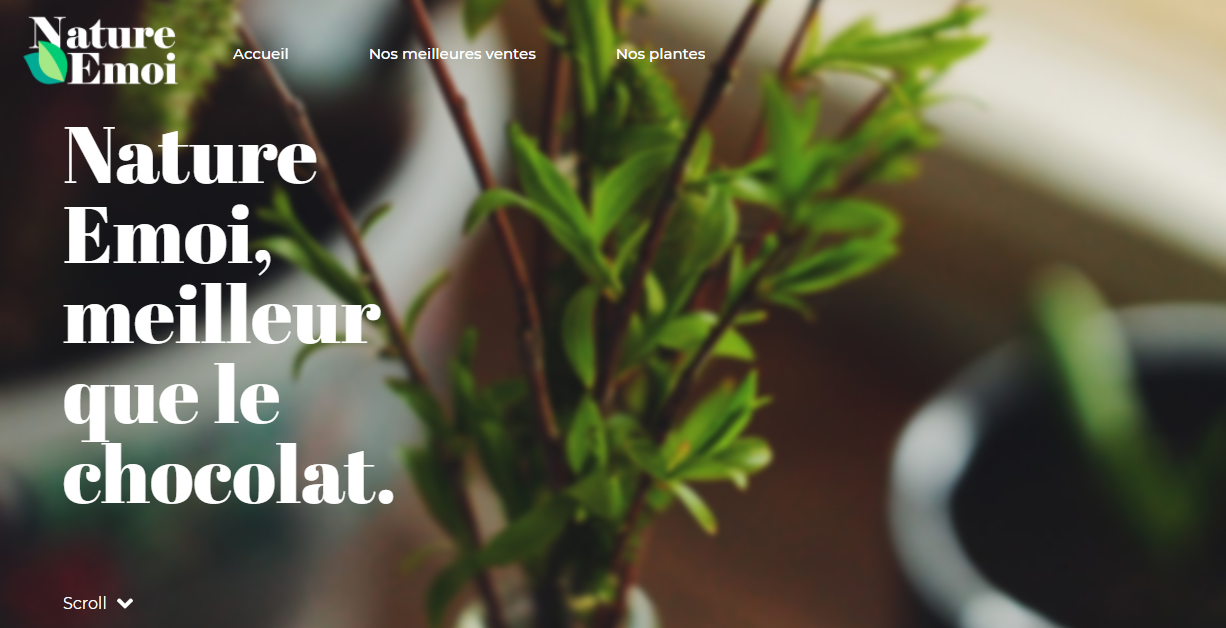 Nature
Emoi
Accueil
Nos meilleures ventes
Nos plantes
Nature
Emoi,
meilleur
que le
chocolat.
Scroll